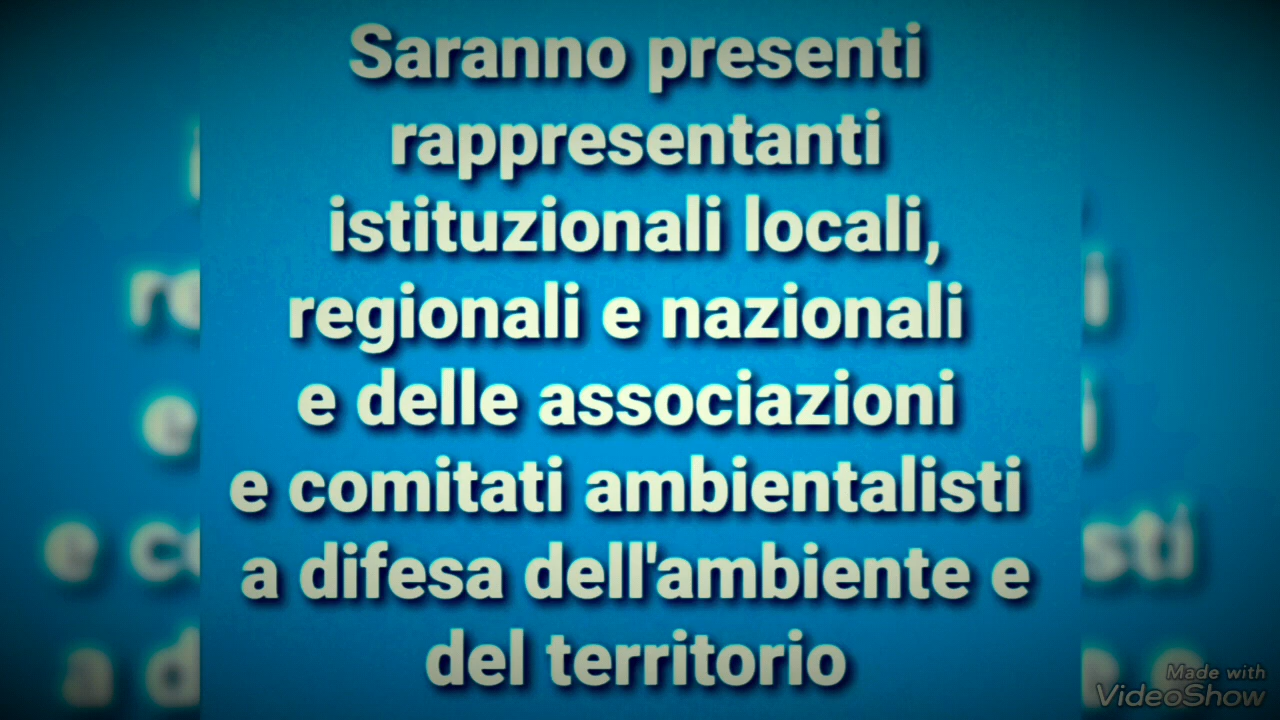 Saranno presenti
rappresentanti
istituzionali locali,
regionali e nazionali
e delle associazioni
e comitati ambientalisti
a difesa dell'ambiente e
del territorio
Made with
VideoShow